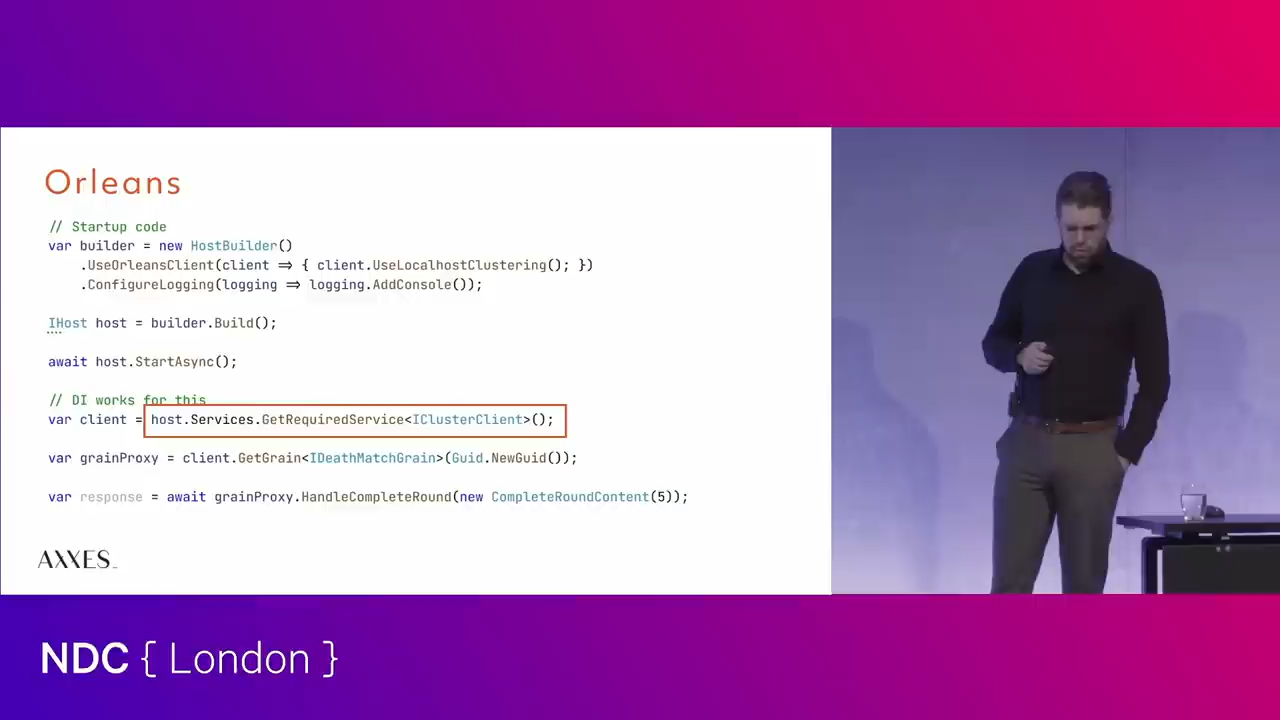 Orleans
// Startup code
var builder = new HostBuilder()
    .UseOrleansClient(client => { client.UseLocalhostClustering(); })
    .ConfigureLogging(logging => logging.AddConsole());
IHost host = builder.Build();
await host.StartAsync();
// DI works for this
var client = host.Services.GetRequiredService<IClusterClient>();
var grainProxy = client.GetGrain<IDeathMatchGrain>(Guid.NewGuid());
var response = await grainProxy.HandleCompleteRound(new CompleteRoundContent(5));
AXXES_
NDC { London }